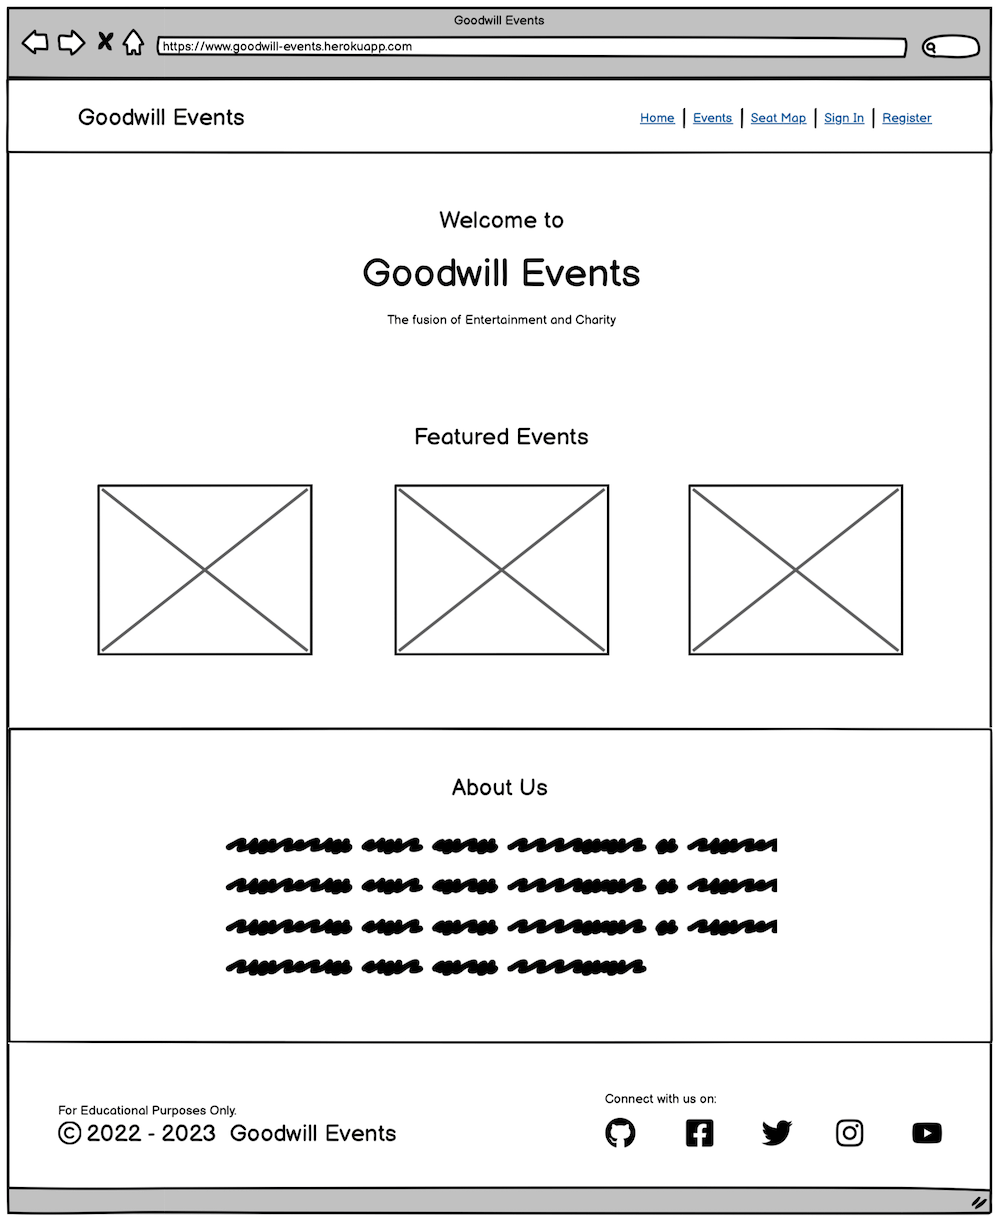 Goodwill Events
https://www.goodwill-events.herokuapp.com
Goodwill Events
Home | Events | Seat Map | Sign In | Register
Welcome to
Goodwill Events
The fusion of Entertainment and Charity
Featured Events
About Us
For Educational Purposes Only.
© 2022 - 2023 Goodwill Events
Connect with us on: